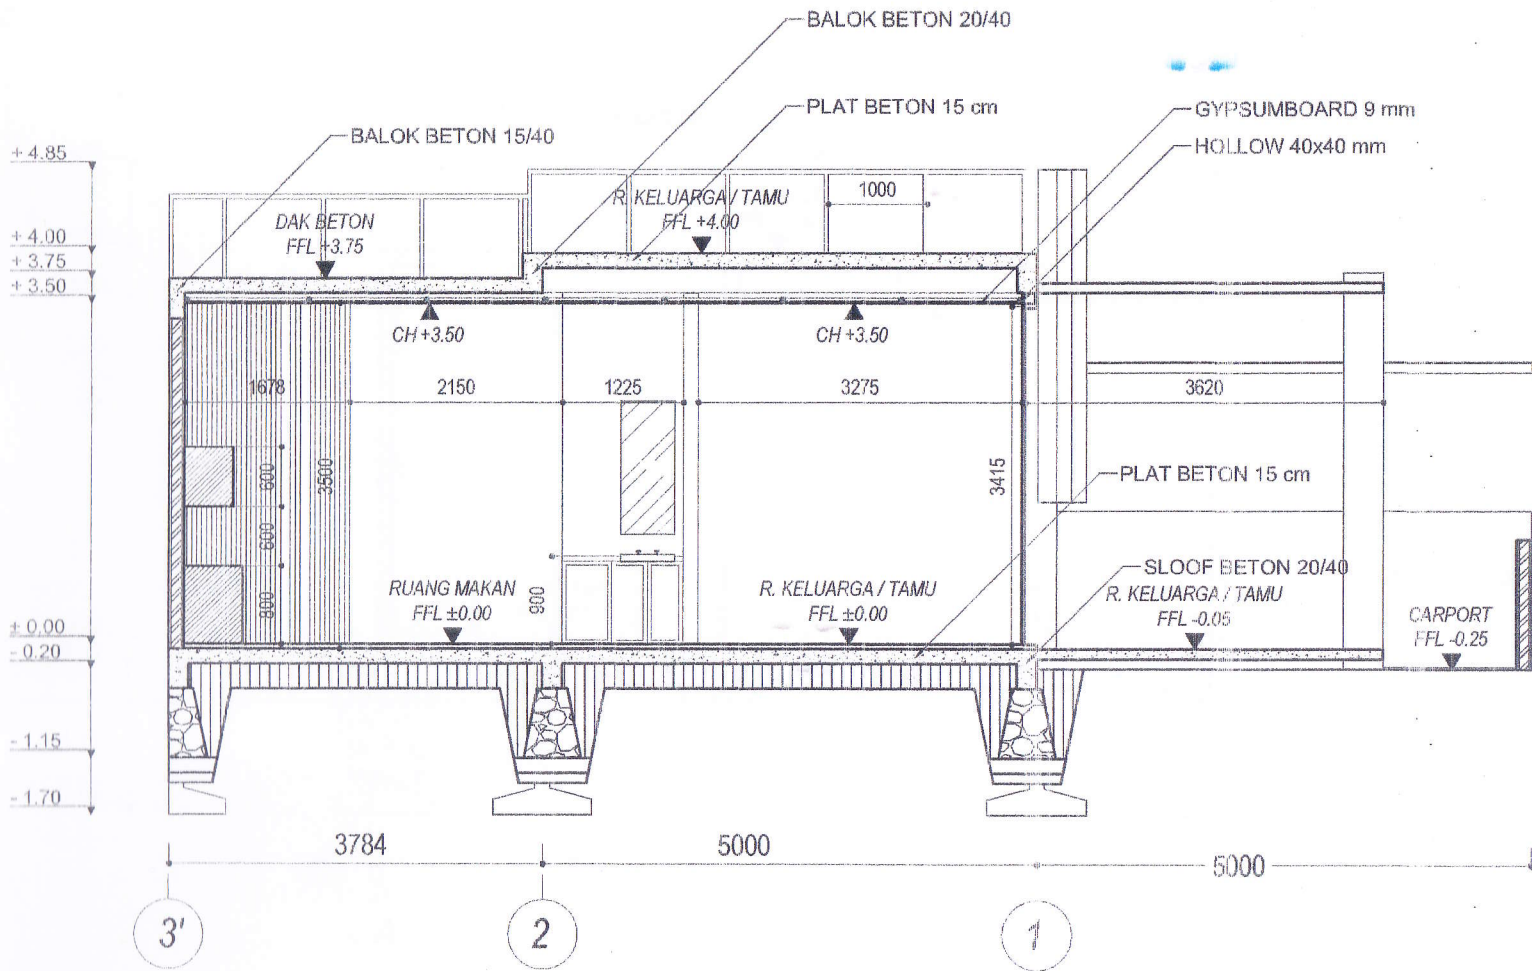 BALOK BETON 20/40
PLAT BETON 15 cm
GYPSUMBOARD 9 mm
BALOK BETON 15/40
HOLLOW 40x40 mm
+ 4.85
R. KELUARGA / TAMU
FFL +4.00
1000
DAK BETON
FFL +3.75
+ 4.00
+ 3.75
+ 3.50
CH +3.50
CH +3.50
1678
2150
1225
3275
3620
600
3500
3415
PLAT BETON 15 cm
600
SLOOF BETON 20/40
RUANG MAKAN
FFL ±0.00
900
R. KELUARGA / TAMU
FFL ±0.00
R. KELUARGA / TAMU
FFL -0.05
800
CARPORT
FFL -0.25
± 0.00
- 0.20
- 1.15
- 1.70
3784
5000
5000
3'
2
1